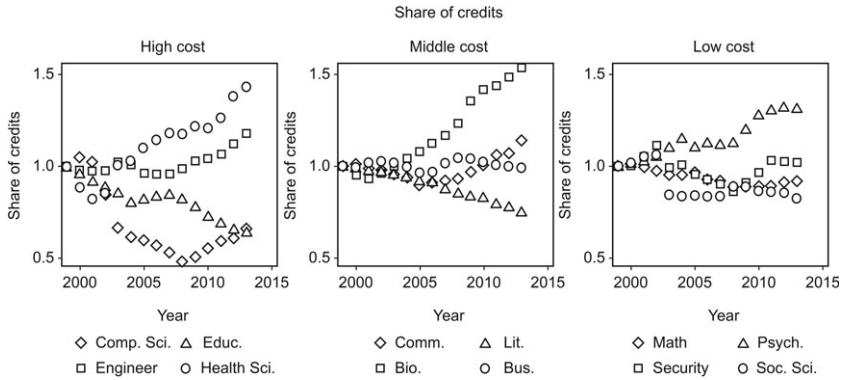 Share of credits
High cost
Middle cost
Low cost
Share of credits
1.5
1.0
0.5
2000 2005 2010 2015
Year
Share of credits
1.5
1.0
0.5
2000 2005 2010 2015
Year
Share of credits
1.5
1.0
0.5
2000 2005 2010 2015
Year
Comp. Sci. Educ.
Engineer Health Sci.
Comm. Lit.
Bio. Bus.
Math Psych.
Security Soc. Sci.